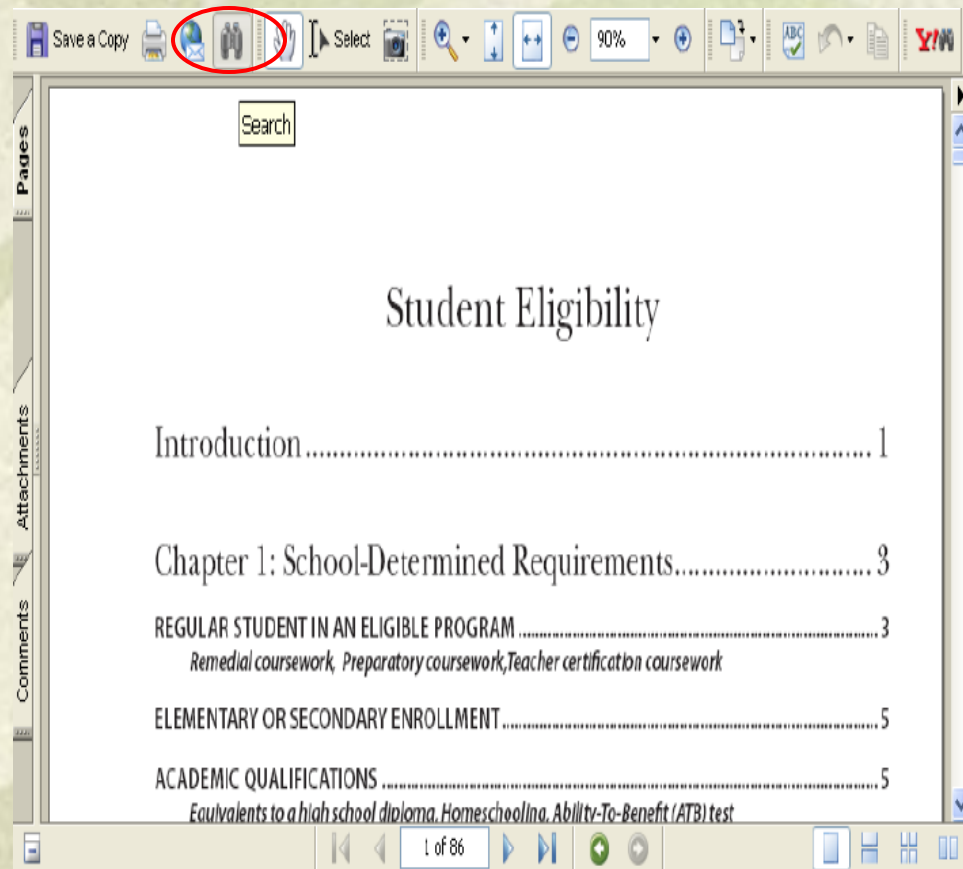 Save a Copy Select 90% ABC Y!
Search
Pages
Attachments
Comments
Student Eligibility
Introduction 1
Chapter 1: School-Determined Requirements 3
REGULAR STUDENT IN AN ELIGIBLE PROGRAM 3
Remedial coursework, Preparatory coursework, Teacher certification coursework
ELEMENTARY OR SECONDARY ENROLLMENT 5
ACADEMIC QUALIFICATIONS 5
Equivalents to a high school diploma, Homeschooling, Ability-To-Benefit (ATB) test
1 of 86